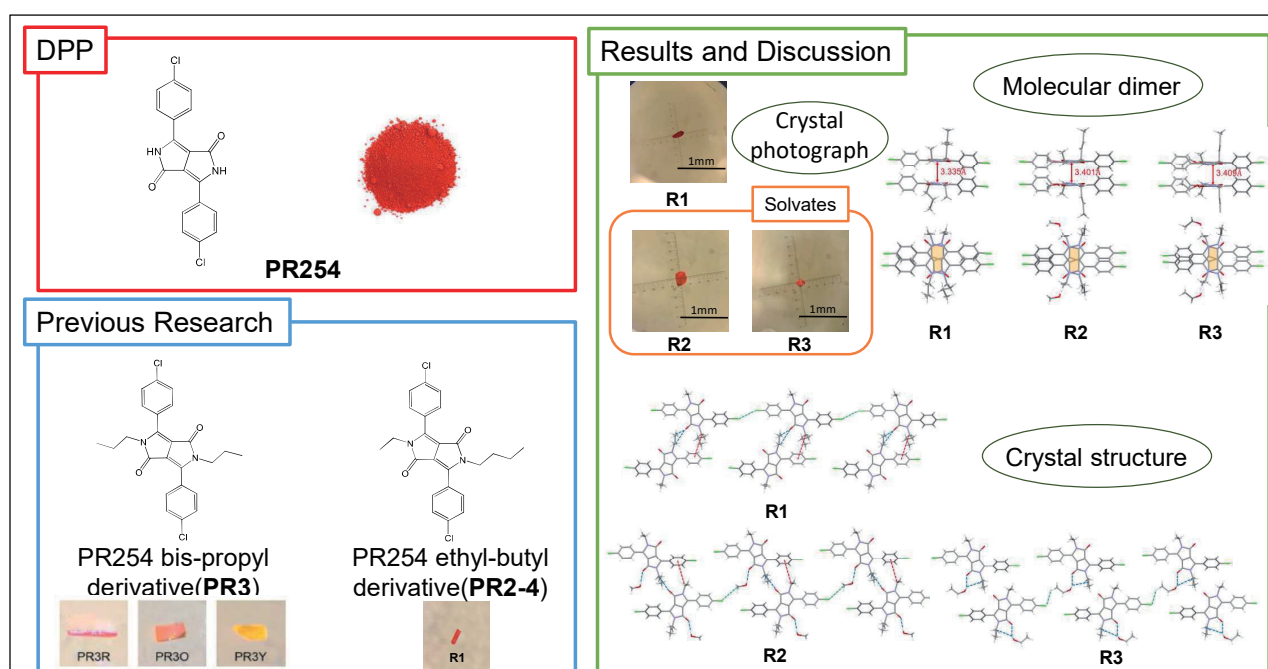 DPP
Cl
O
HN
NH
O
Cl
PR254
Previous Research
Cl
O
N
N
O
Cl
PR254 bis-propyl
derivative(PR3)
PR3R
PR3O
PR3Y
Cl
O
N
N
O
Cl
PR254 ethyl-butyl
derivative(PR2-4)
R1
Results and Discussion
1mm
R1
Crystal
photograph
Solvates
1mm
R2
1mm
R3
Molecular dimer
3.335Å
3.401Å
3.409Å
R1
R2
R3
Crystal structure
R1
R2
R3